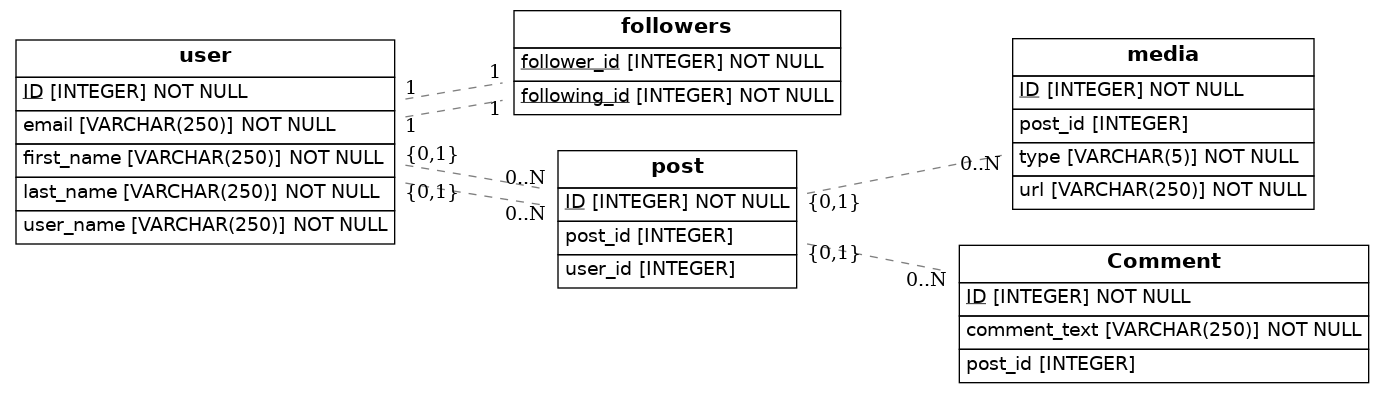 user
ID [INTEGER] NOT NULL
email [VARCHAR(250)] NOT NULL
first_name [VARCHAR(250)] NOT NULL
last_name [VARCHAR(250)] NOT NULL
user_name [VARCHAR(250)] NOT NULL
1
1
1
1
{0,1}
0..N
{0,1}
0..N
followers
follower_id [INTEGER] NOT NULL
following_id [INTEGER] NOT NULL
post
ID [INTEGER] NOT NULL
post_id [INTEGER]
user_id [INTEGER]
0..N
{0,1}
{0,1}
0..N
media
ID [INTEGER] NOT NULL
post_id [INTEGER]
type [VARCHAR(5)] NOT NULL
url [VARCHAR(250)] NOT NULL
Comment
ID [INTEGER] NOT NULL
comment_text [VARCHAR(250)] NOT NULL
post_id [INTEGER]